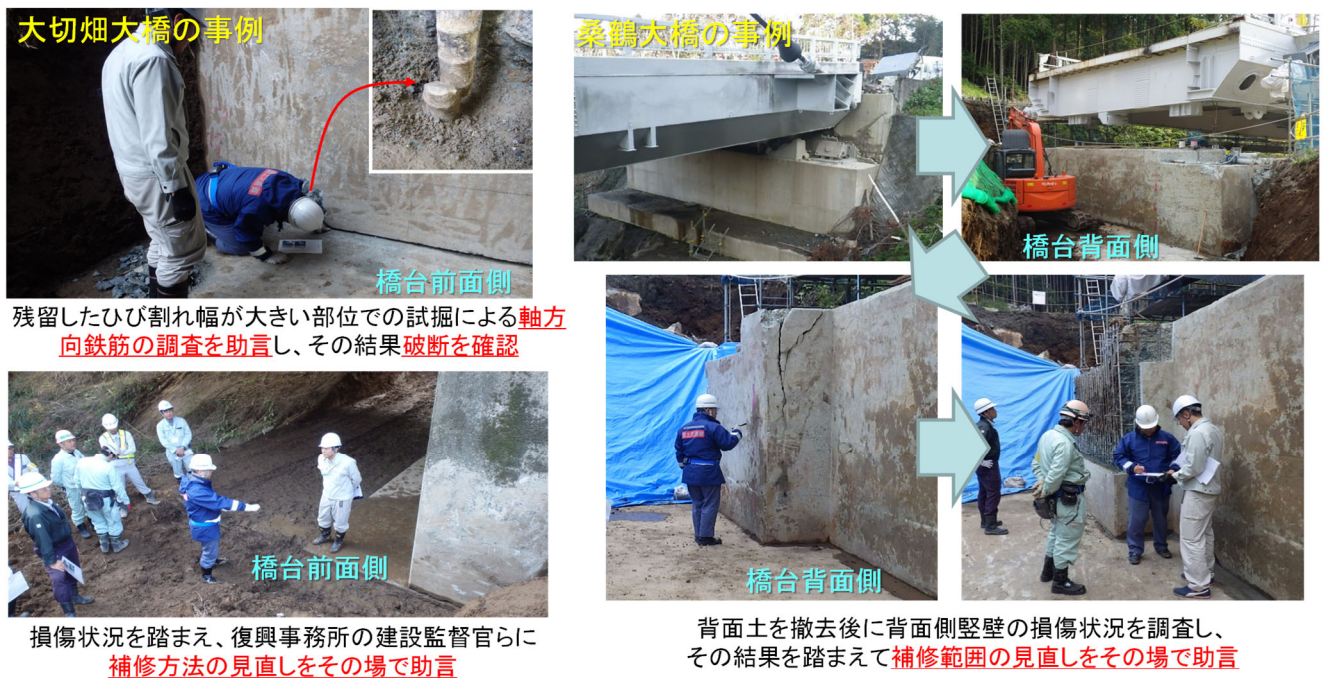 大切畑大橋の事例
橋台前面側
残留したひび割れ幅が大きい部位での試掘による軸方
向鉄筋の調査を助言し、その結果破断を確認
橋台前面側
損傷状況を踏まえ、復興事務所の建設監督官らに
補修方法の見直しをその場で助言
桑鶴大橋の事例
橋台背面側
橋台背面側
背面土を撤去後に背面側竪壁の損傷状況を調査し、
その結果を踏まえて補修範囲の見直しをその場で助言